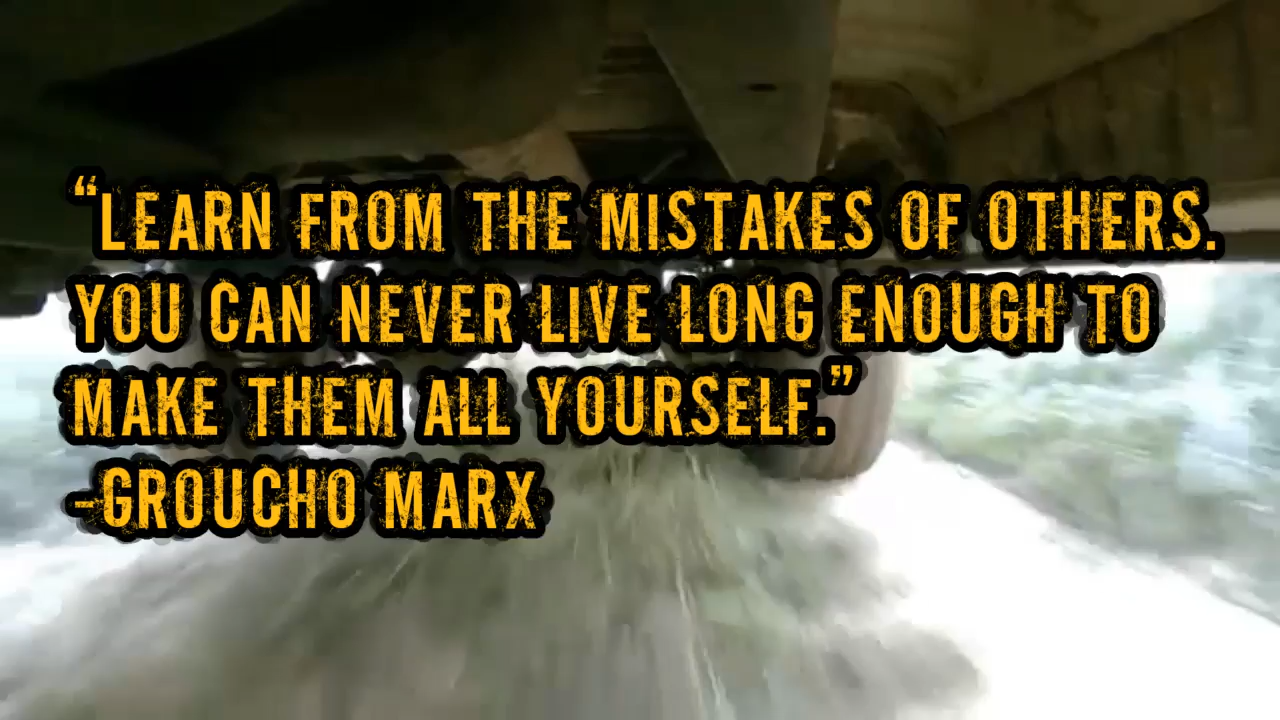 “LEARN FROM THE MISTAKES OF OTHERS.
YOU CAN NEVER LIVE LONG ENOUGH TO
MAKE THEM ALL YOURSELF.”
-GROUCHO MARX